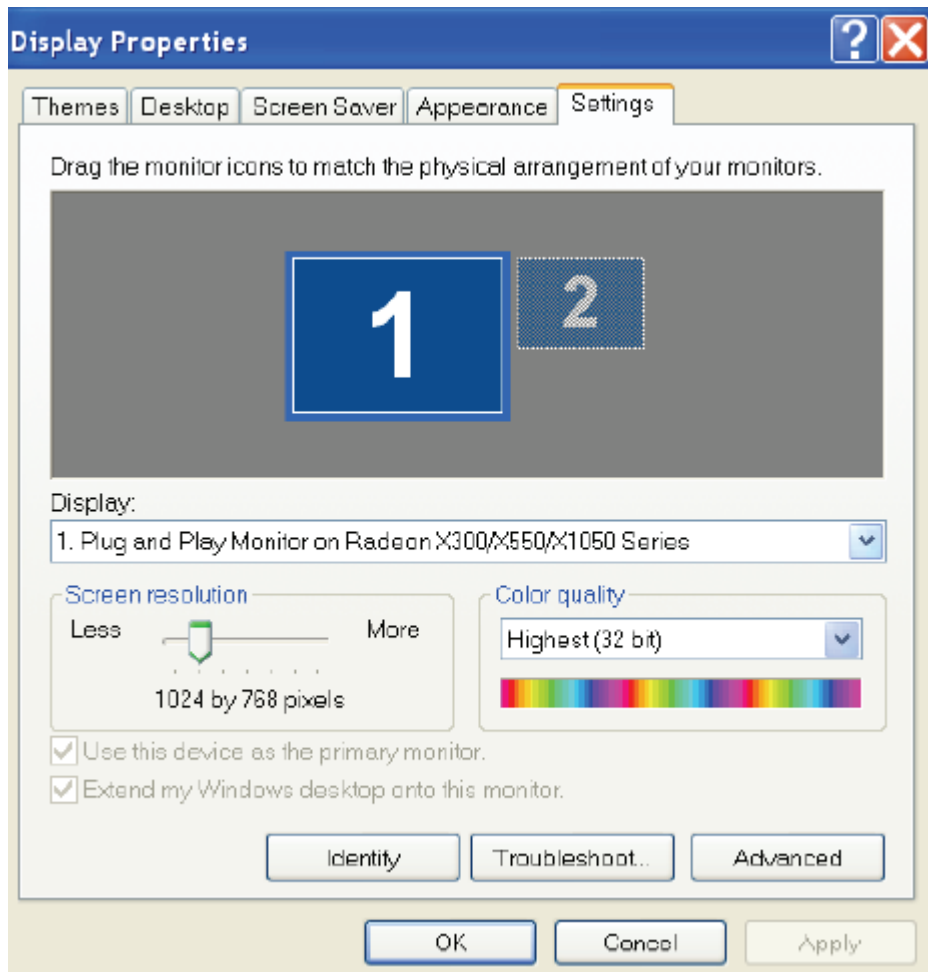 Display Properties
Themes Desktop Screen Saver Appearance Settings
Drag the monitor icons to match the physical arrangement of your monitors.
1 2
Display:
1. Plug and Play Monitor on Radeon X300/X550/X1050 Series
Screen resolution Color quality
Less More Highest (32 bit)
1024 by 768 pixels
Use this device as the primary monitor.
Extend my Windows desktop onto this monitor.
Identify Troubleshoot... Advanced
OK Cancel Apply